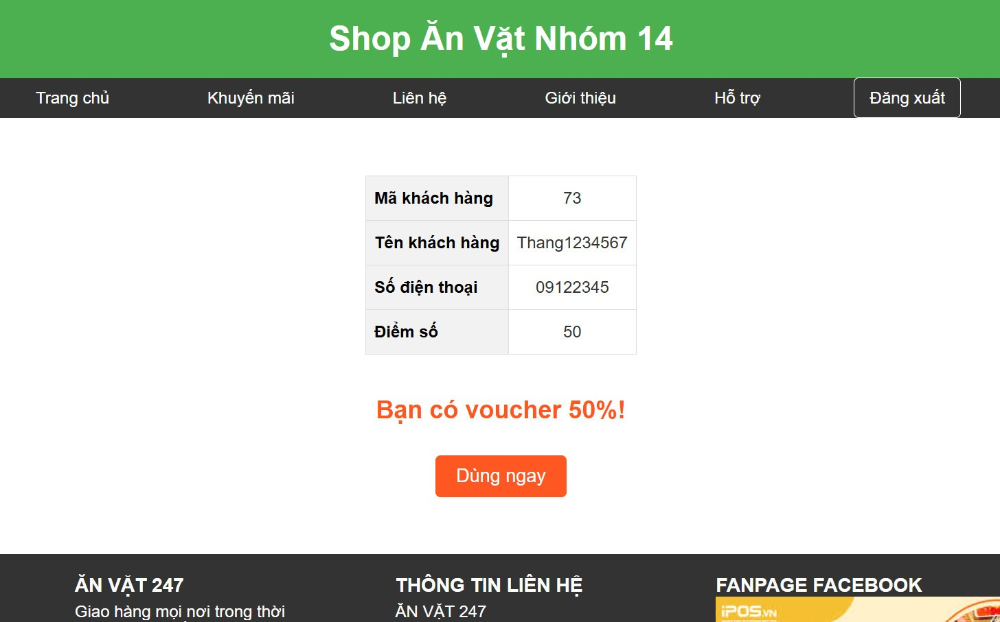 Shop Ăn Vặt Nhóm 14
Trang chủ Khuyến mãi Liên hệ Giới thiệu Hỗ trợ Đăng xuất
Mã khách hàng 73
Tên khách hàng Thang1234567
Số điện thoại 09122345
Điểm số 50
Bạn có voucher 50%!
Dùng ngay
ĂN VẶT 247
Giao hàng mọi nơi trong thời
THÔNG TIN LIÊN HỆ
ĂN VẶT 247
FANPAGE FACEBOOK
iPOS.VN